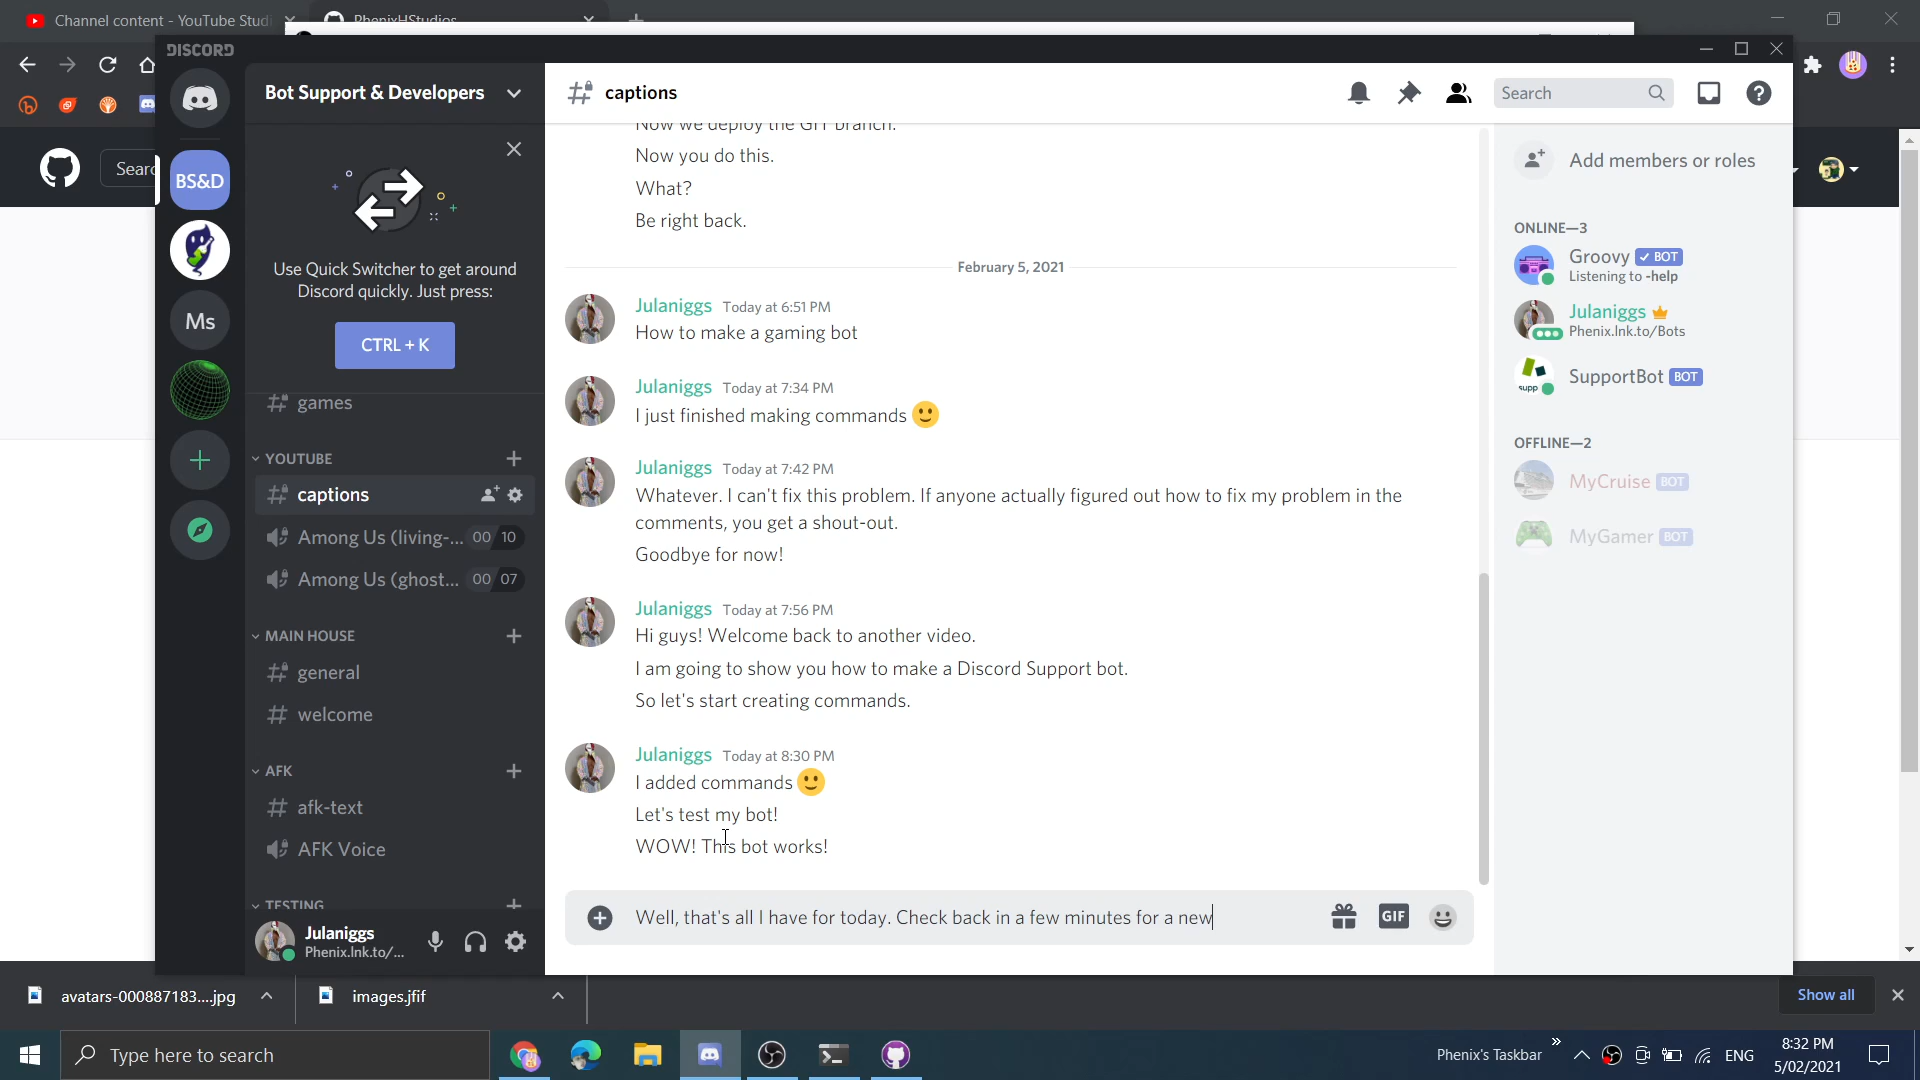 Channel content - YouTube Studi
PhenixHStudios
DISCORD
Bot Support & Developers
captions
Search
Searc
BS&D
Ms
Use Quick Switcher to get around
Discord quickly. Just press:
CTRL + K
games
YOUTUBE
captions
Among Us (living-... 00 10
Among Us (ghost... 00 07
MAIN HOUSE
general
welcome
AFK
afk-text
AFK Voice
TESTING
Julaniggs
Phenix.lnk.to/...
Now we deploy the GIT branch.
Now you do this.
What?
Be right back.
February 5, 2021
Julaniggs Today at 6:51 PM
How to make a gaming bot
Julaniggs Today at 7:34 PM
I just finished making commands 🙂
Julaniggs Today at 7:42 PM
Whatever. I can't fix this problem. If anyone actually figured out how to fix my problem in the
comments, you get a shout-out.
Goodbye for now!
Julaniggs Today at 7:56 PM
Hi guys! Welcome back to another video.
I am going to show you how to make a Discord Support bot.
So let's start creating commands.
Julaniggs Today at 8:30 PM
I added commands 🙂
Let's test my bot!
WOW! This bot works!
Well, that's all I have for today. Check back in a few minutes for a new
GIF
Add members or roles
ONLINE—3
Groovy ✓ BOT
Listening to -help
Julaniggs
Phenix.lnk.to/Bots
supp
SupportBot BOT
OFFLINE—2
MyCruise BOT
MyGamer BOT
avatars-000887183....jpg
images.jfif
Show all
Type here to search
Phenix's Taskbar
ENG
8:32 PM
5/02/2021